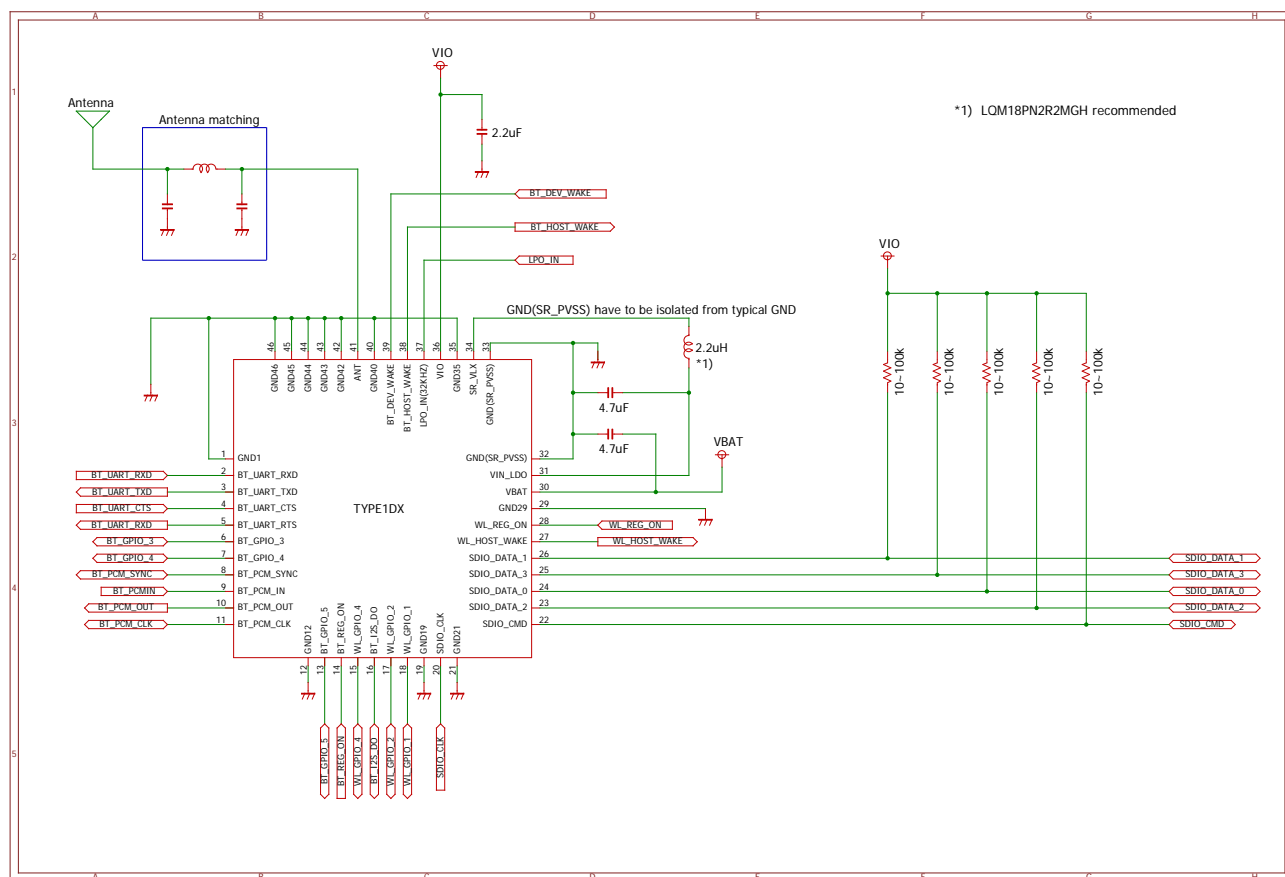 A B C D E F G H
1
VIO
Antenna
Antenna matching
2.2uF
*1) LQM18PN2R2MGH recommended
BT_DEV_WAKE
BT_HOST_WAKE
LPO_IN
2
VIO
GND(SR_PVSS) have to be isolated from typical GND
2.2uH
*1)
46 45 44 43 42 41 40 39 38 37 36 35 34 33
GND46
GND45
GND44
GND43
GND42
ANT
GND40
BT_DEV_WAKE
BT_HOST_WAKE
LPO_IN(32KHZ)
VIO
GND35
SR_VLX
GND(SR_PVSS)
10~100k
10~100k
10~100k
10~100k
10~100k
4.7uF
4.7uF
VBAT
3
1 GND1
BT_UART_RXD 2 BT_UART_RXD
BT_UART_TXD 3 BT_UART_TXD
BT_UART_CTS 4 BT_UART_CTS
BT_UART_RXD 5 BT_UART_RTS
BT_GPIO_3 6 BT_GPIO_3
BT_GPIO_4 7 BT_GPIO_4
BT_PCM_SYNC 8 BT_PCM_SYNC
BT_PCMIN 9 BT_PCM_IN
BT_PCM_OUT 10 BT_PCM_OUT
BT_PCM_CLK 11 BT_PCM_CLK
TYPE1DX
GND(SR_PVSS) 32
VIN_LDO 31
VBAT 30
GND29 29
WL_REG_ON 28 WL_REG_ON
WL_HOST_WAKE 27 WL_HOST_WAKE
SDIO_DATA_1 26 SDIO_DATA_1
SDIO_DATA_3 25 SDIO_DATA_3
SDIO_DATA_0 24 SDIO_DATA_0
SDIO_DATA_2 23 SDIO_DATA_2
SDIO_CMD 22 SDIO_CMD
4
GND12
BT_GPIO_5
BT_REG_ON
WL_GPIO_4
BT_I2S_DO
WL_GPIO_2
WL_GPIO_1
GND19
SDIO_CLK
GND21
12 13 14 15 16 17 18 19 20 21
5
BT_GPIO_5
BT_REG_ON
WL_GPIO_4
BT_I2S_DO
WL_GPIO_2
WL_GPIO_1
SDIO_CLK
A B C D E F G H